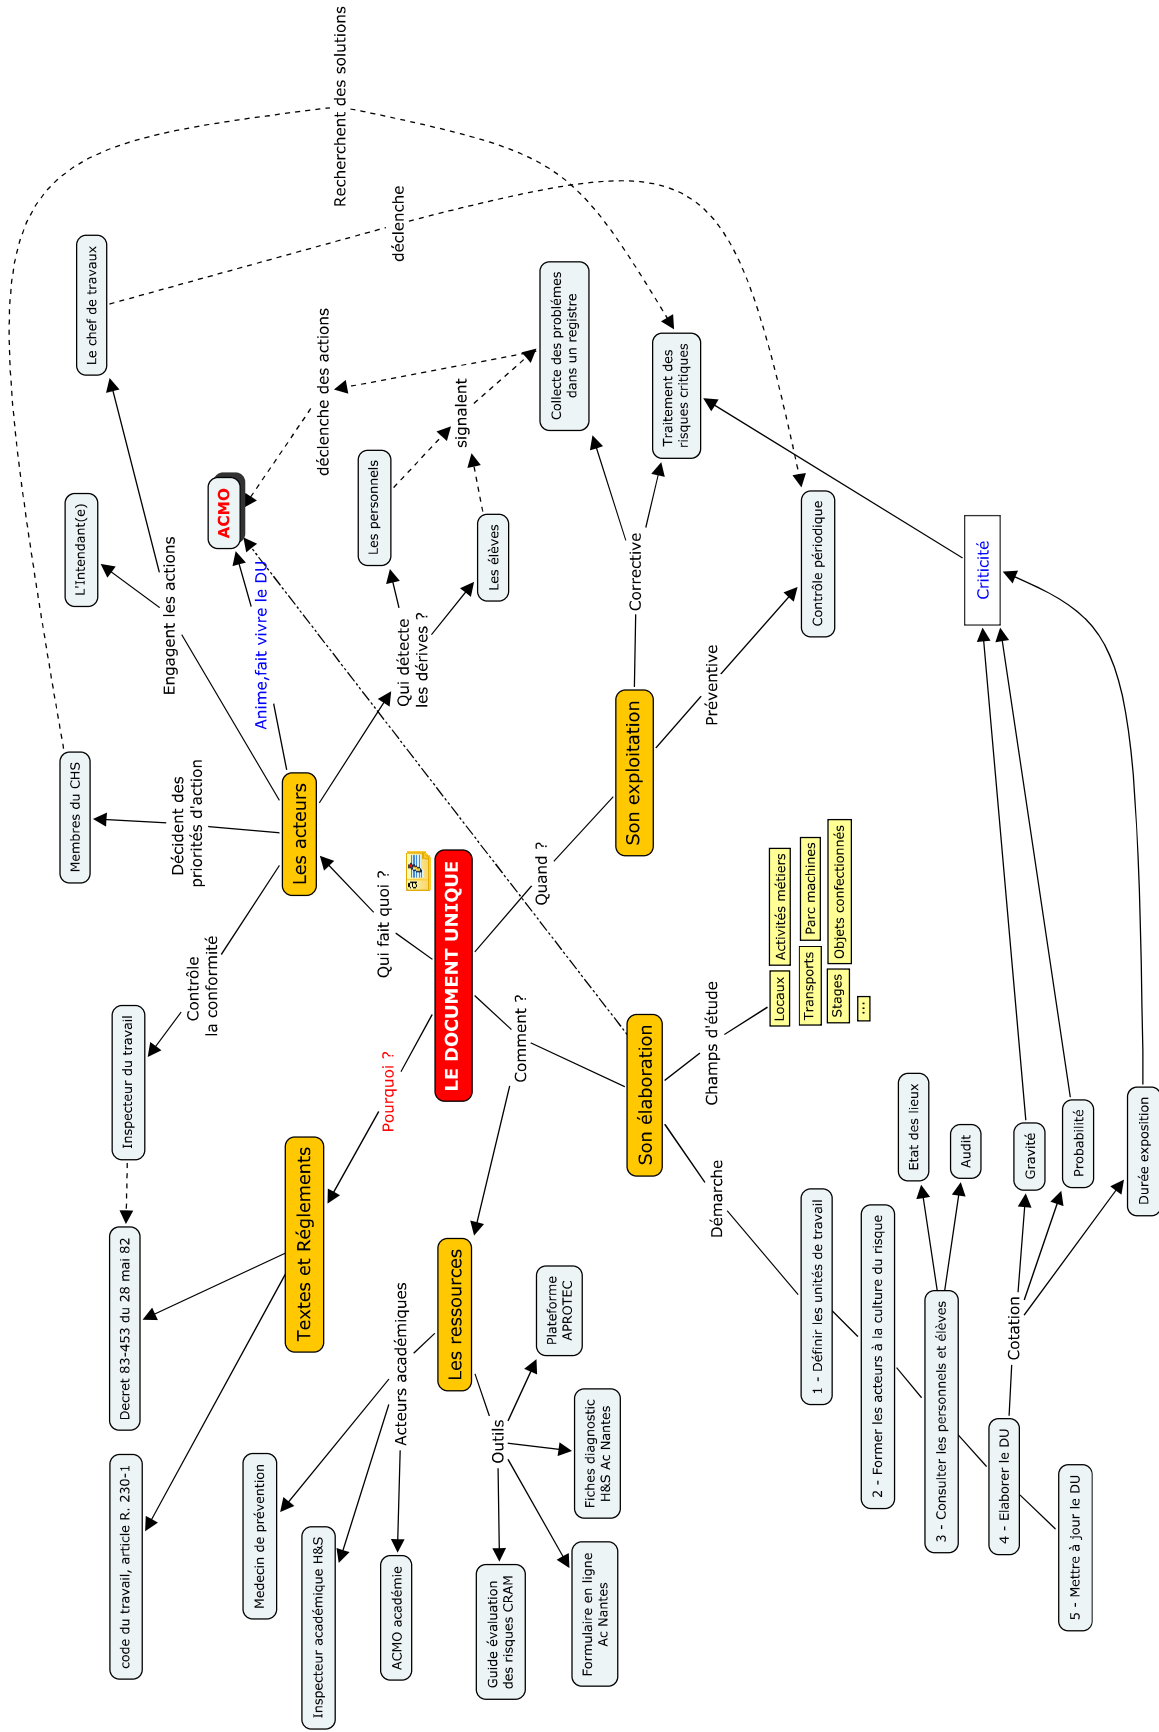 code du travail, article R. 230-1
Decret 83-453 du 28 mai 82
Inspecteur du travail
Membres du CHS
L'Intendant(e)
Le chef de travaux
Recherchent des solutions
Contrôle
la conformité
Décident des
priorités d'action
Engagent les actions
déclenche
ACMO
Anime,fait vivre le DU
déclenche des actions
Medecin de prévention
Inspecteur académique H&S
ACMO académie
Acteurs académiques
Textes et Réglements
Pourquoi ?
Les acteurs
Qui fait quoi ?
Qui détecte
les dérives ?
Les personnels
Les élèves
signalent
LE DOCUMENT UNIQUE
a
Les ressources
Comment ?
Quand ?
Outils
Guide évaluation
des risques CRAM
Formulaire en ligne
Ac Nantes
Fiches diagnostic
H&S Ac Nantes
Plateforme
APROTEC
Collecte des problémes
dans un registre
Son exploitation
Corrective
Traitement des
risques critiques
Préventive
Contrôle périodique
Son élaboration
Démarche
Champs d'étude
Locaux
Activités métiers
Transports
Parc machines
Stages
Objets confectionnés
...
1 - Définir les unités de travail
2 - Former les acteurs à la culture du risque
3 - Consulter les personnels et élèves
Etat des lieux
Audit
4 - Elaborer le DU
Cotation
Gravité
Probabilité
Durée exposition
Criticité
5 - Mettre à jour le DU